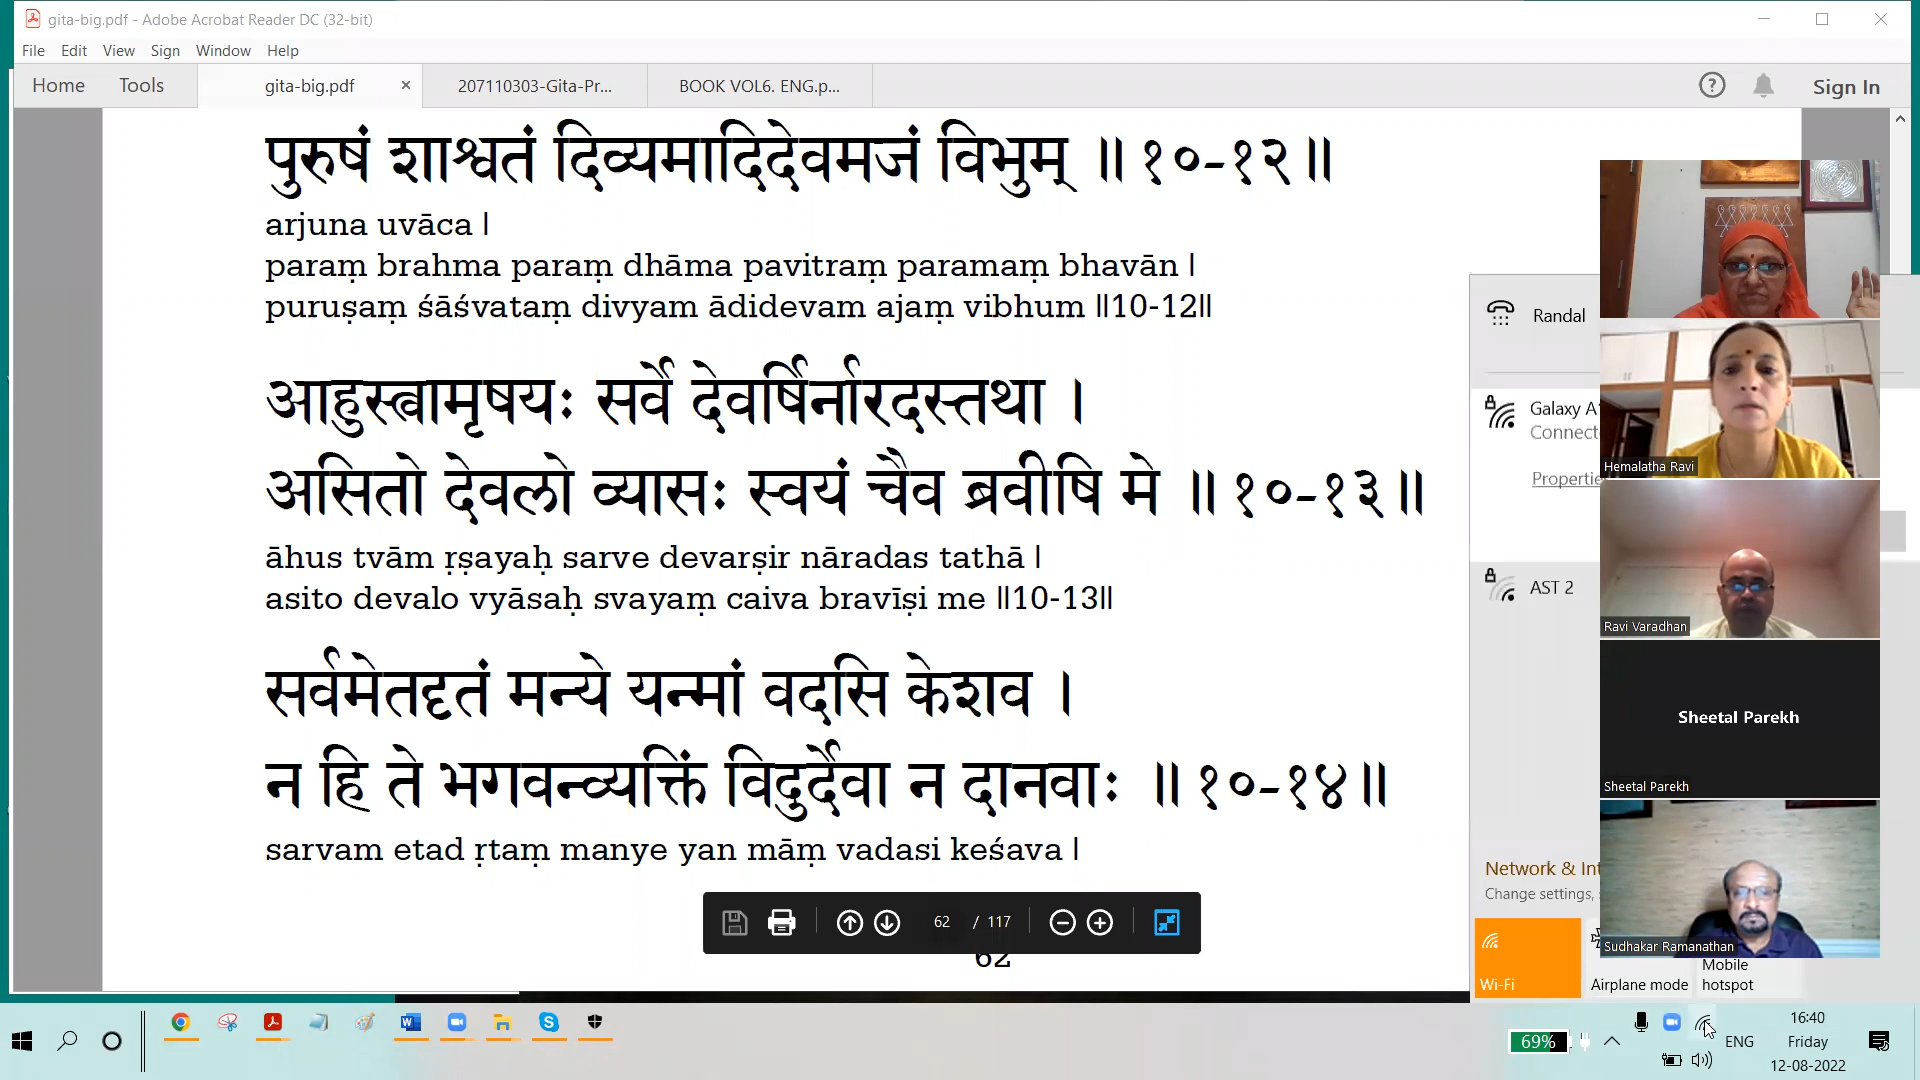 gita-big.pdf - Adobe Acrobat Reader DC (32-bit)
File Edit View Sign Window Help
Home Tools gita-big.pdf × 207110303-Gita-Pr... BOOK VOL6. ENG.p... Sign In
पुरुषं शाश्वतं दिव्यमादिदेवमजं विभुम् ॥ १०-१२॥
arjuna uvāca |
paraṃ brahma paraṃ dhāma pavitraṃ paramaṃ bhavān |
puruṣaṃ śāśvataṃ divyam ādidevam ajaṃ vibhum ||10-12||
आहुस्त्वामृषयः सर्वे देवर्षिर्नारदस्तथा ।
असितो देवलो व्यासः स्वयं चैव ब्रवीषि मे ॥ १०-१३॥
āhus tvām ṛṣayaḥ sarve devarṣir nāradas tathā |
asito devalo vyāsaḥ svayaṃ caiva bravīṣi me ||10-13||
सर्वमेतदृतं मन्ये यन्मां वदसि केशव ।
न हि ते भगवन्व्यक्तिं विदुर्देवा न दानवाः ॥ १०-१४॥
sarvam etad ṛtaṃ manye yan māṃ vadasi keśava |
62 / 117
62
Randal
Galaxy A
Connect
Propertie
AST 2
Network & Int
Change settings,
Wi-Fi
Airplane mode
Mobile
hotspot
Hemalatha Ravi
Ravi Varadhan
Sheetal Parekh
Sheetal Parekh
Sudhakar Ramanathan
69%
ENG
16:40
Friday
12-08-2022